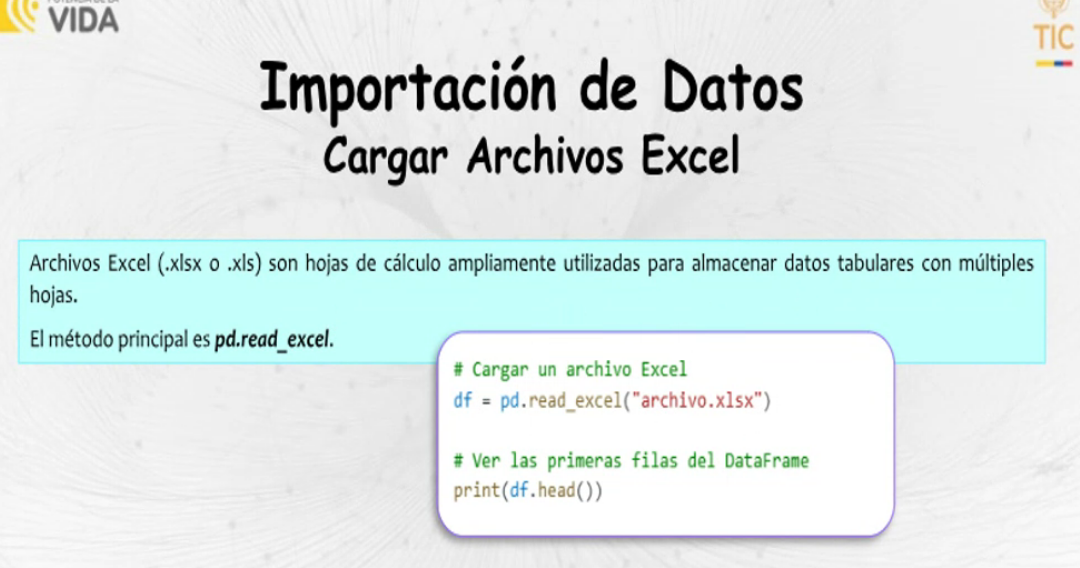 VIDA
TIC
Importación de Datos
Cargar Archivos Excel
Archivos Excel (.xlsx o .xls) son hojas de cálculo ampliamente utilizadas para almacenar datos tabulares con múltiples
hojas.
El método principal es pd.read_excel.
# Cargar un archivo Excel
df = pd.read_excel("archivo.xlsx")
# Ver las primeras filas del DataFrame
print(df.head())